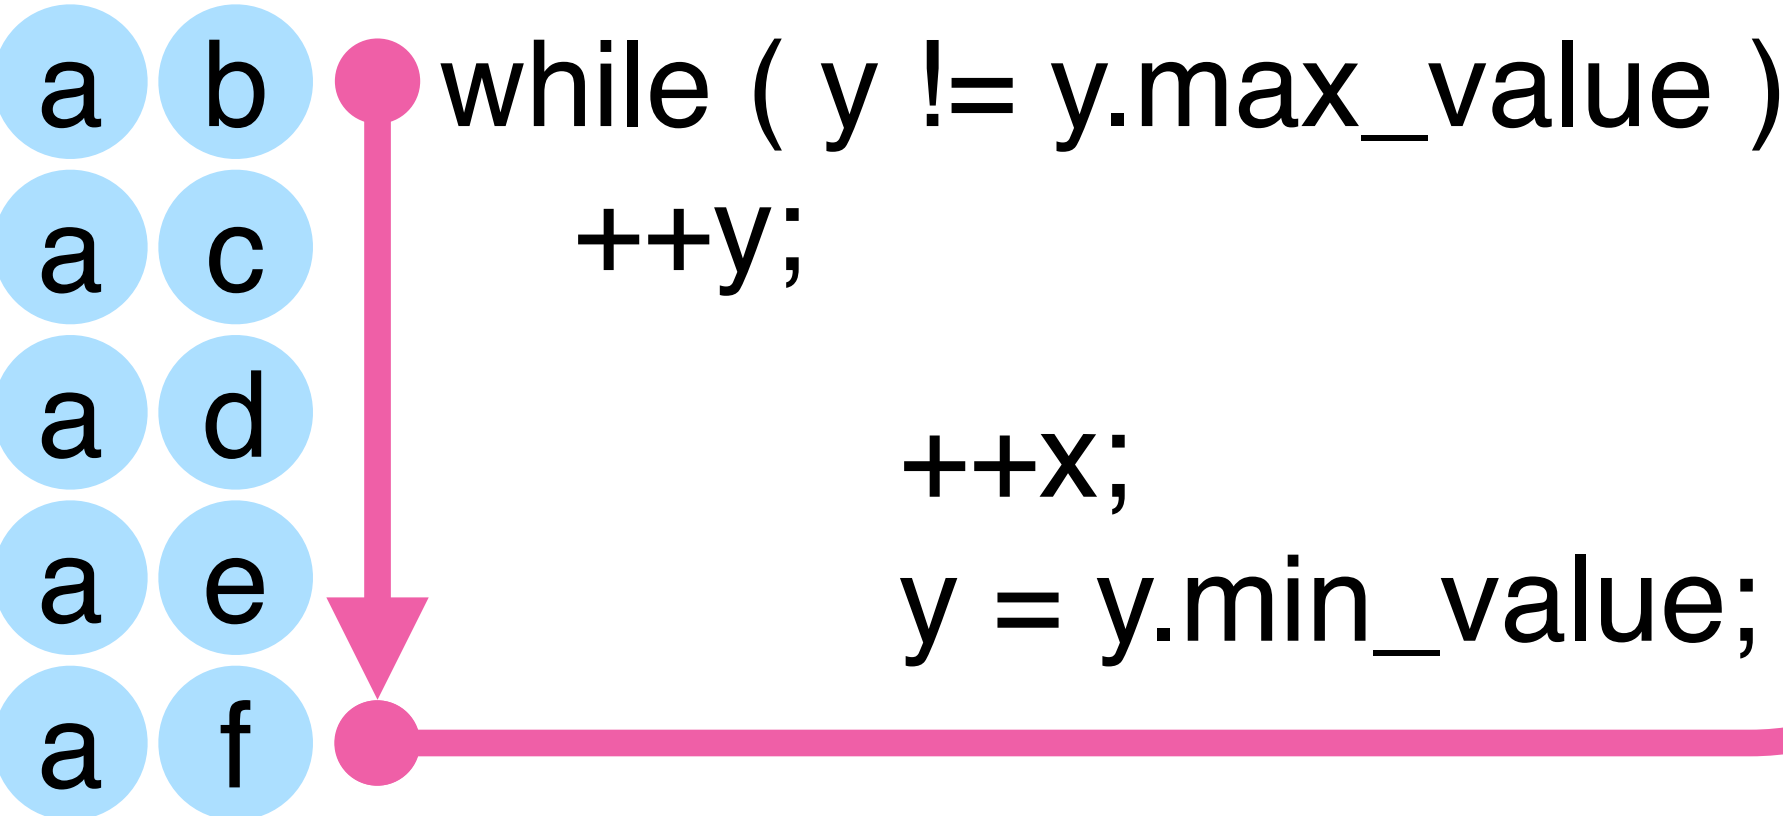 a b while ( y != y.max_value )
a c ++y;
a d
++x;
a e y = y.min_value;
a f